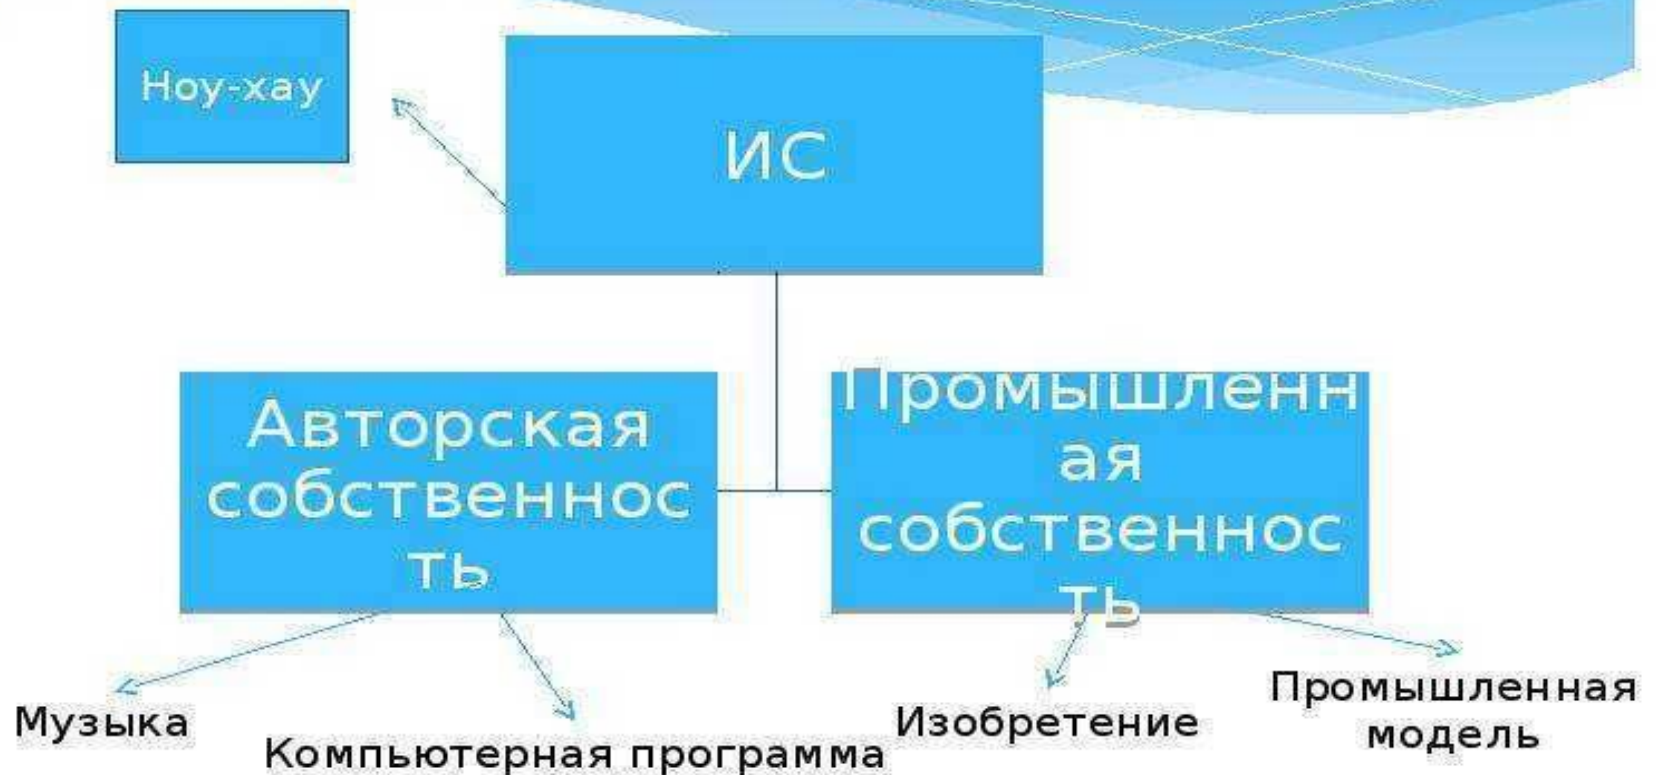 Ноу-хау
ИС
Авторская
собственнос
ть
Промышленн
ая
собственнос
ть
Музыка
Компьютерная программа
Изобретение
Промышленная
модель